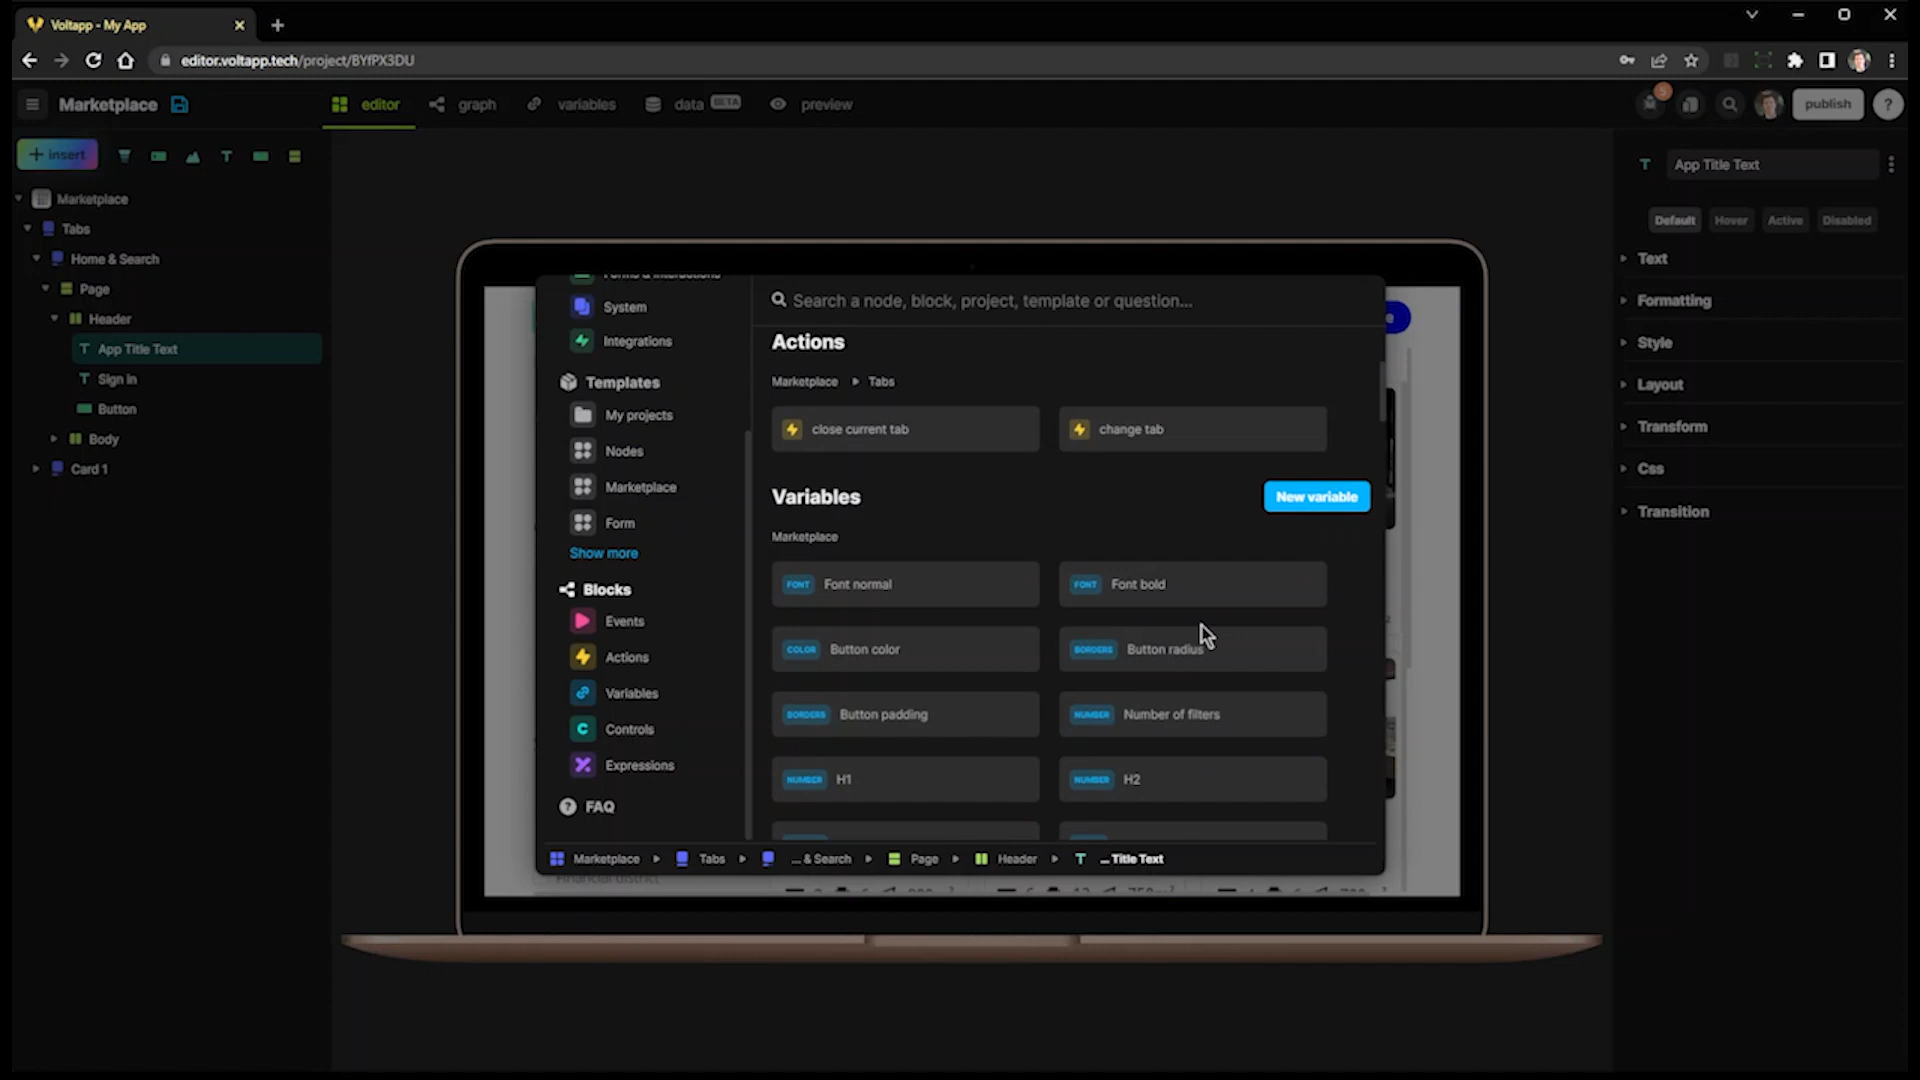 Voltapp - My App
editor.voltapp.tech/project/BYfPX3DU
Marketplace
editor
graph
variables
data BETA
preview
5
publish
?
+ insert
T
Marketplace
Tabs
Home & Search
Page
Header
T App Title Text
T Sign in
Button
Body
Card 1
System
Integrations
Templates
My projects
Nodes
Marketplace
Form
Show more
Blocks
Events
Actions
Variables
C Controls
Expressions
? FAQ
Search a node, block, project, template or question...
Actions
Marketplace ▸ Tabs
close current tab
change tab
Variables
New variable
Marketplace
FONT Font normal
FONT Font bold
COLOR Button color
BORDERS Button radius
BORDERS Button padding
NUMBER Number of filters
NUMBER H1
NUMBER H2
Marketplace ▸ Tabs ▸ ... & Search ▸ Page ▸ Header ▸ T ... Title Text
T App Title Text
Default
Hover
Active
Disabled
Text
Formatting
Style
Layout
Transform
Css
Transition